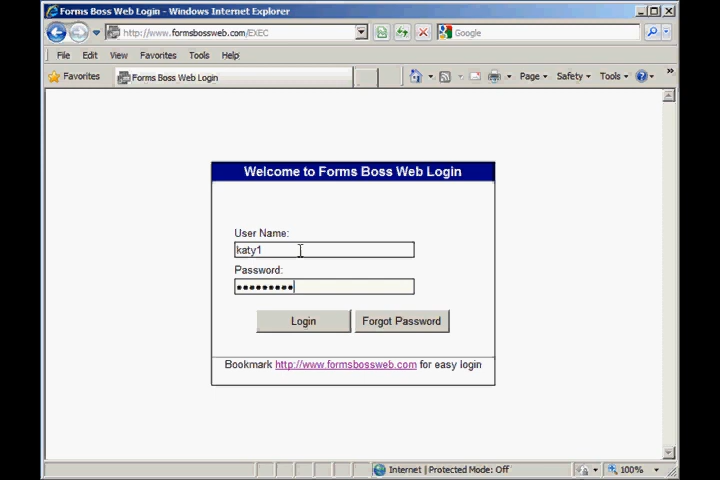 Forms Boss Web Login - Windows Internet Explorer
http://www.formsbossweb.com/EXEC
Google
File Edit View Favorites Tools Help
Favorites
Forms Boss Web Login
Page Safety Tools
Welcome to Forms Boss Web Login
User Name:
katy1
Password:
•••••••••
Login
Forgot Password
Bookmark http://www.formsbossweb.com for easy login
Internet | Protected Mode: Off
100%